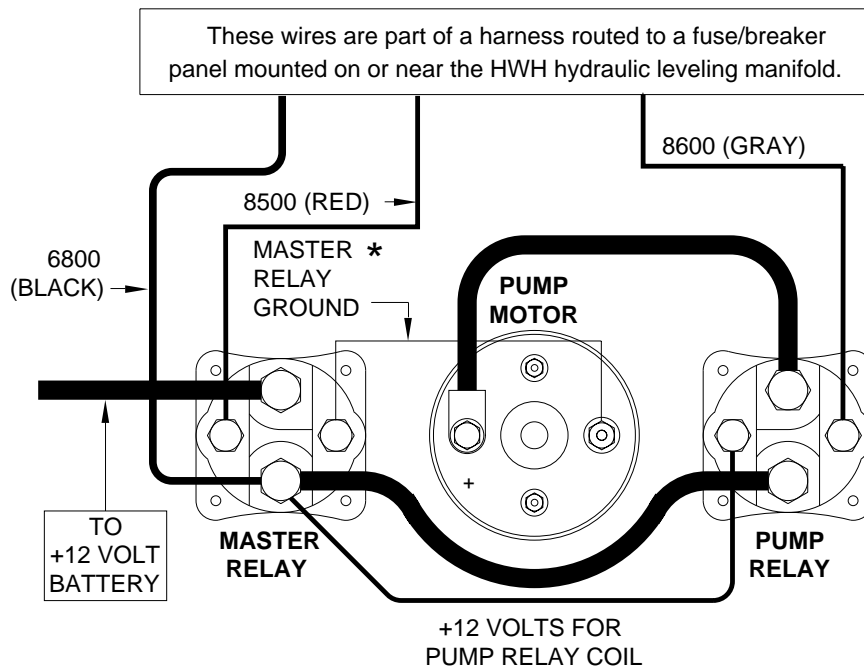 These wires are part of a harness routed to a fuse/breaker
panel mounted on or near the HWH hydraulic leveling manifold.
8600 (GRAY)
8500 (RED)
6800
(BLACK)
MASTER *
RELAY
GROUND
PUMP
MOTOR
+
TO
+12 VOLT
BATTERY
MASTER
RELAY
PUMP
RELAY
+12 VOLTS FOR
PUMP RELAY COIL